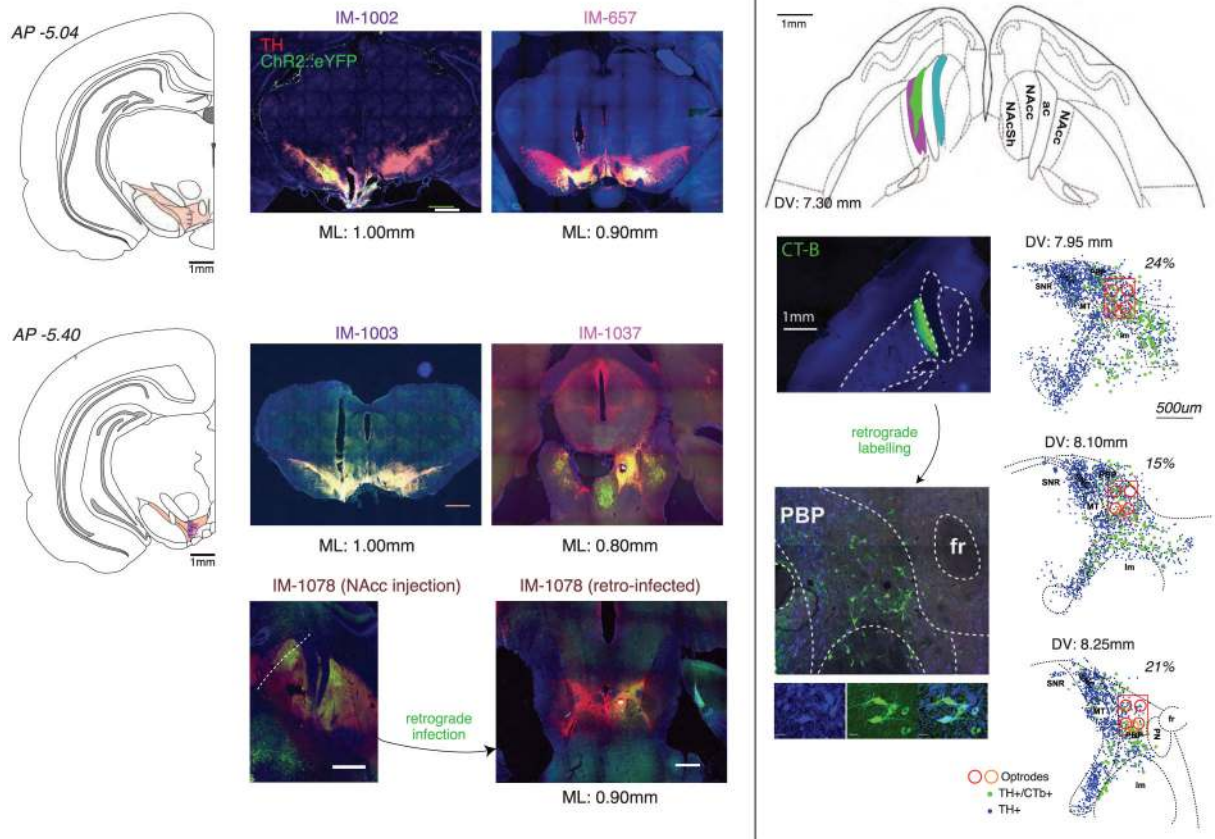 AP -5.04
1mm
IM-1002
TH
ChR2::eYFP
ML: 1.00mm
IM-657
ML: 0.90mm
AP -5.40
1mm
IM-1003
ML: 1.00mm
IM-1037
ML: 0.80mm
IM-1078 (NAcc injection)
retrograde
infection
IM-1078 (retro-infected)
ML: 0.90mm
1mm
NAcSh
NAcc
ac
NAcc
DV: 7.30 mm
CT-B
1mm
retrograde
labelling
PBP
fr
DV: 7.95 mm
24%
SNR
MT
Im
500um
DV: 8.10mm
15%
SNR
PBP
MT
Im
DV: 8.25mm
21%
SNR
MT
PBP
PN
fr
Im
Optrodes
TH+/CTb+
TH+